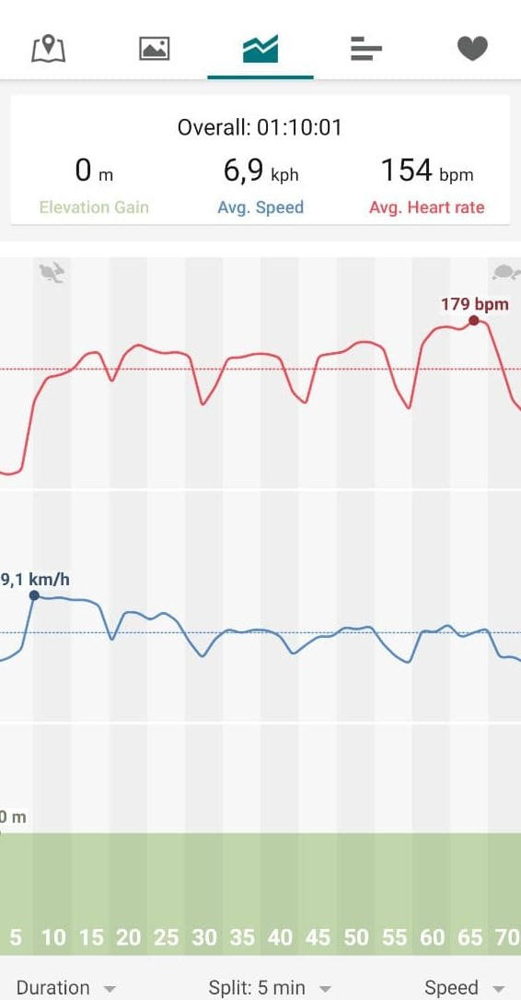 Overall: 01:10:01
0 m 6,9 kph 154 bpm
Elevation Gain Avg. Speed Avg. Heart rate
179 bpm
9,1 km/h
0 m
5 10 15 20 25 30 35 40 45 50 55 60 65 70
Duration Split: 5 min Speed